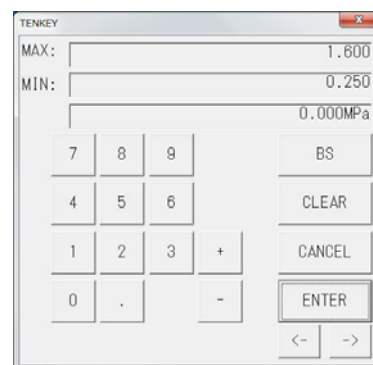 TENKEY x
MAX: 1.600
MIN: 0.250
0.000MPa
7 8 9 BS
4 5 6 CLEAR
1 2 3 + CANCEL
0 . - ENTER
<- ->